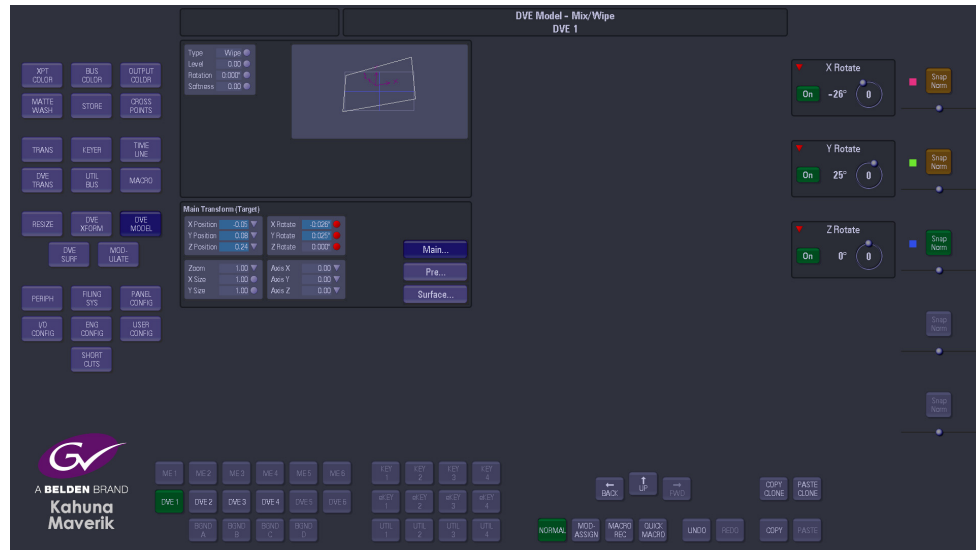 DVE Model - Mix/Wipe
DVE 1
XPT COLOR
BUS COLOR
OUTPUT COLOR
MATTE WASH
STORE
CROSS POINTS
TRANS
KEYER
TIME LINE
DVE TRANS
UTIL BUS
MACRO
RESIZE
DVE XFORM
DVE MODEL
DVE SURF
MOD- ULATE
PERIPH
FILING SYS
PANEL CONFIG
I/O CONFIG
ENG CONFIG
USER CONFIG
SHORT CUTS
Type Wipe
Level 0.00
Rotation 0.000°
Softness 0.00
Main Transform (Target)
X Position -0.05 X Rotate -0:026°
Y Position 0.08 Y Rotate 0:025°
Z Position 0.24 Z Rotate 0:000°
Zoom 1.00 Axis X 0.00
X Size 1.00 Axis Y 0.00
Y Size 1.00 Axis Z 0.00
Main...
Pre...
Surface...
X Rotate
On -26° 0
Snap Norm
Y Rotate
On 25° 0
Snap Norm
Z Rotate
On 0° 0
Snap Norm
Snap Norm
Snap Norm
GV
A BELDEN BRAND
Kahuna
Maverik
ME 1 ME 2 ME 3 ME 4 ME 5 ME 6
DVE 1 DVE 2 DVE 3 DVE 4 DVE 5 DVE 6
BGND A BGND B BGND C BGND D
KEY 1 KEY 2 KEY 3 KEY 4
aKEY 1 aKEY 2 aKEY 3 aKEY 4
UTIL 1 UTIL 2 UTIL 3 UTIL 4
BACK UP FWD
COPY CLONE PASTE CLONE
NORMAL MOD- ASSIGN MACRO REC QUICK MACRO UNDO REDO COPY PASTE